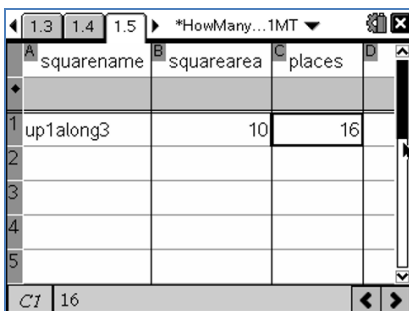 1.3 1.4 1.5 *HowMany...1MT
A squarename B squarearea C places D
1 up1along3 10 16
2
3
4
5
C1 16